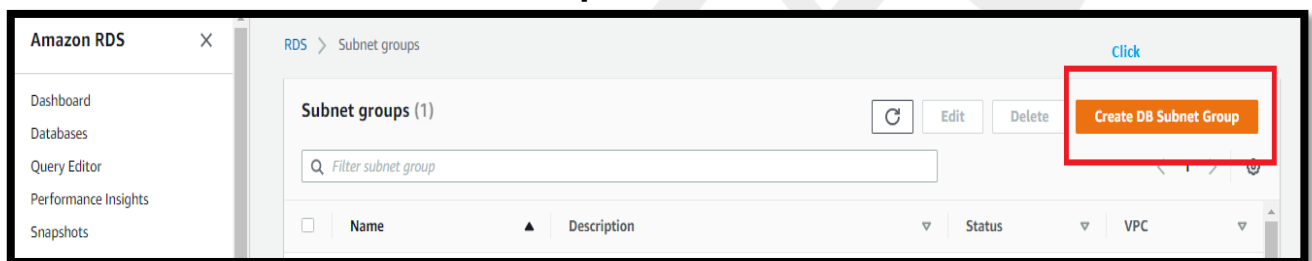 Amazon RDS X
RDS > Subnet groups
Click
Dashboard
Databases
Query Editor
Performance Insights
Snapshots
Subnet groups (1)
Edit Delete Create DB Subnet Group
Filter subnet group
1
Name Description Status VPC